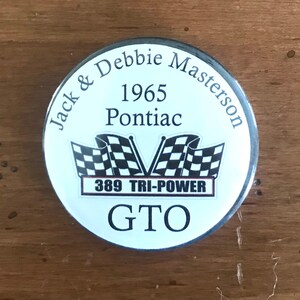 Jack & Debbie Masterson
1965
Pontiac
389 TRI-POWER
GTO